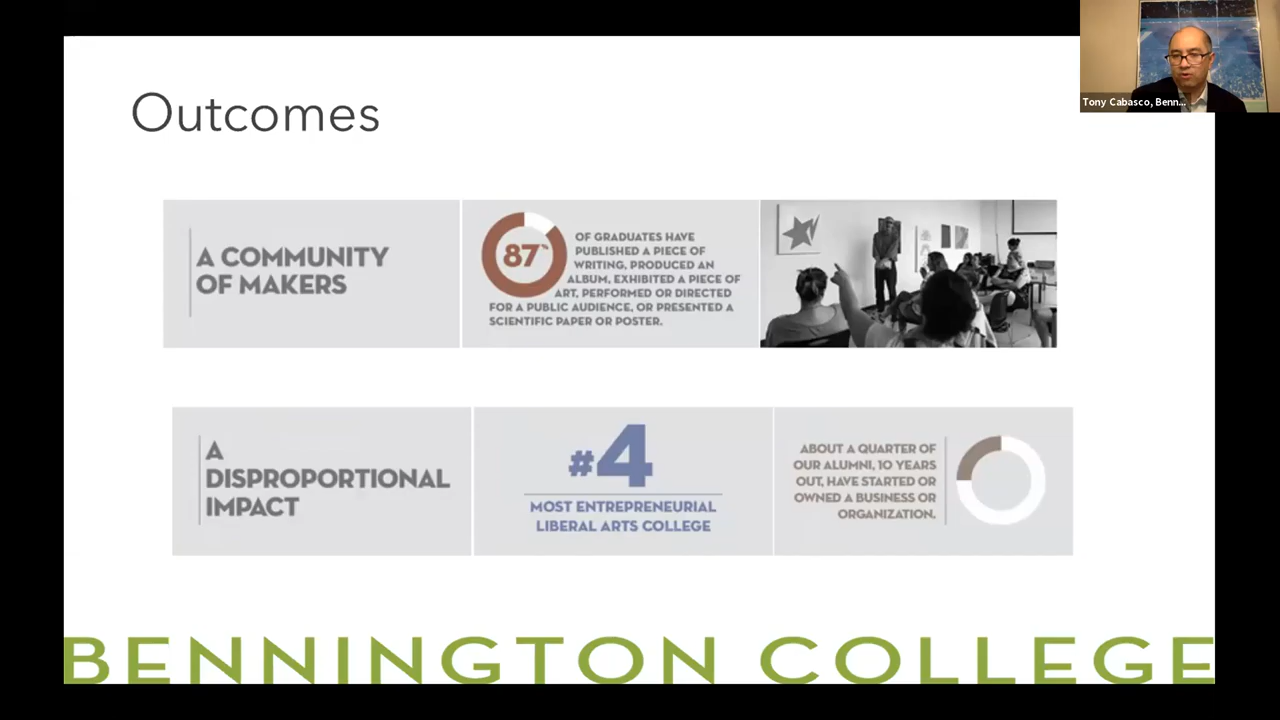 Tony Cabasco, Benn...
Outcomes
A COMMUNITY
OF MAKERS
87%
OF GRADUATES HAVE
PUBLISHED A PIECE OF
WRITING, PRODUCED AN
ALBUM, EXHIBITED A PIECE OF
ART, PERFORMED OR DIRECTED
FOR A PUBLIC AUDIENCE, OR PRESENTED A
SCIENTIFIC PAPER OR POSTER.
A
DISPROPORTIONAL
IMPACT
#4
MOST ENTREPRENEURIAL
LIBERAL ARTS COLLEGE
ABOUT A QUARTER OF
OUR ALUMNI, 10 YEARS
OUT, HAVE STARTED OR
OWNED A BUSINESS OR
ORGANIZATION.
BENNINGTON COLLEGE